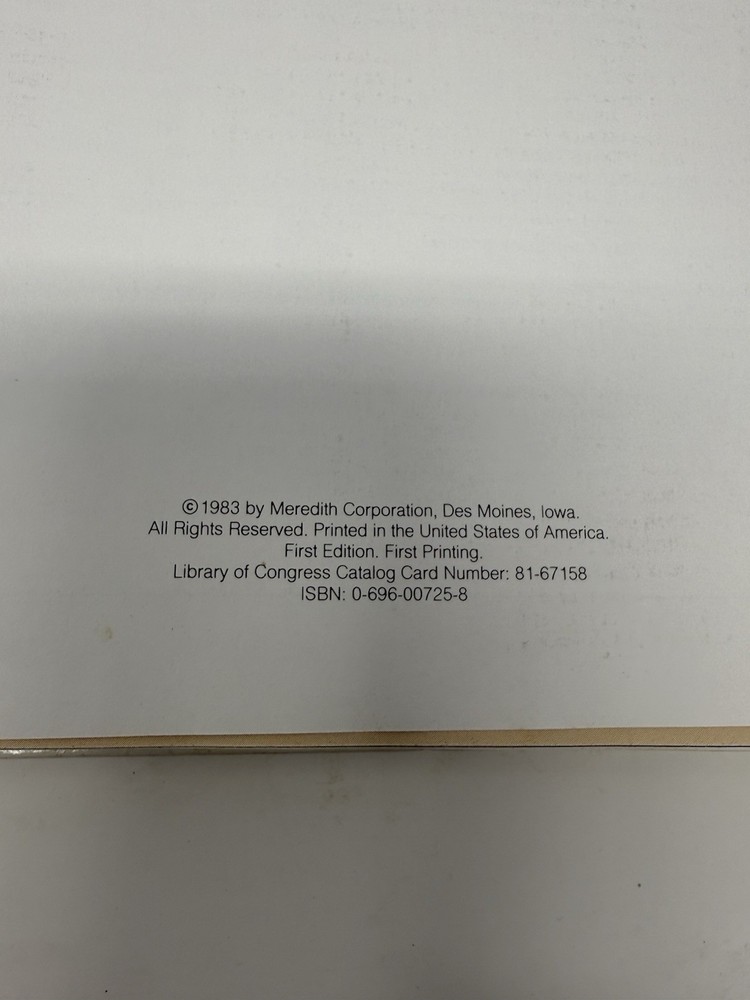 ©1983 by Meredith Corporation, Des Moines, Iowa.
All Rights Reserved. Printed in the United States of America.
First Edition. First Printing.
Library of Congress Catalog Card Number: 81-67158
ISBN: 0-696-00725-8